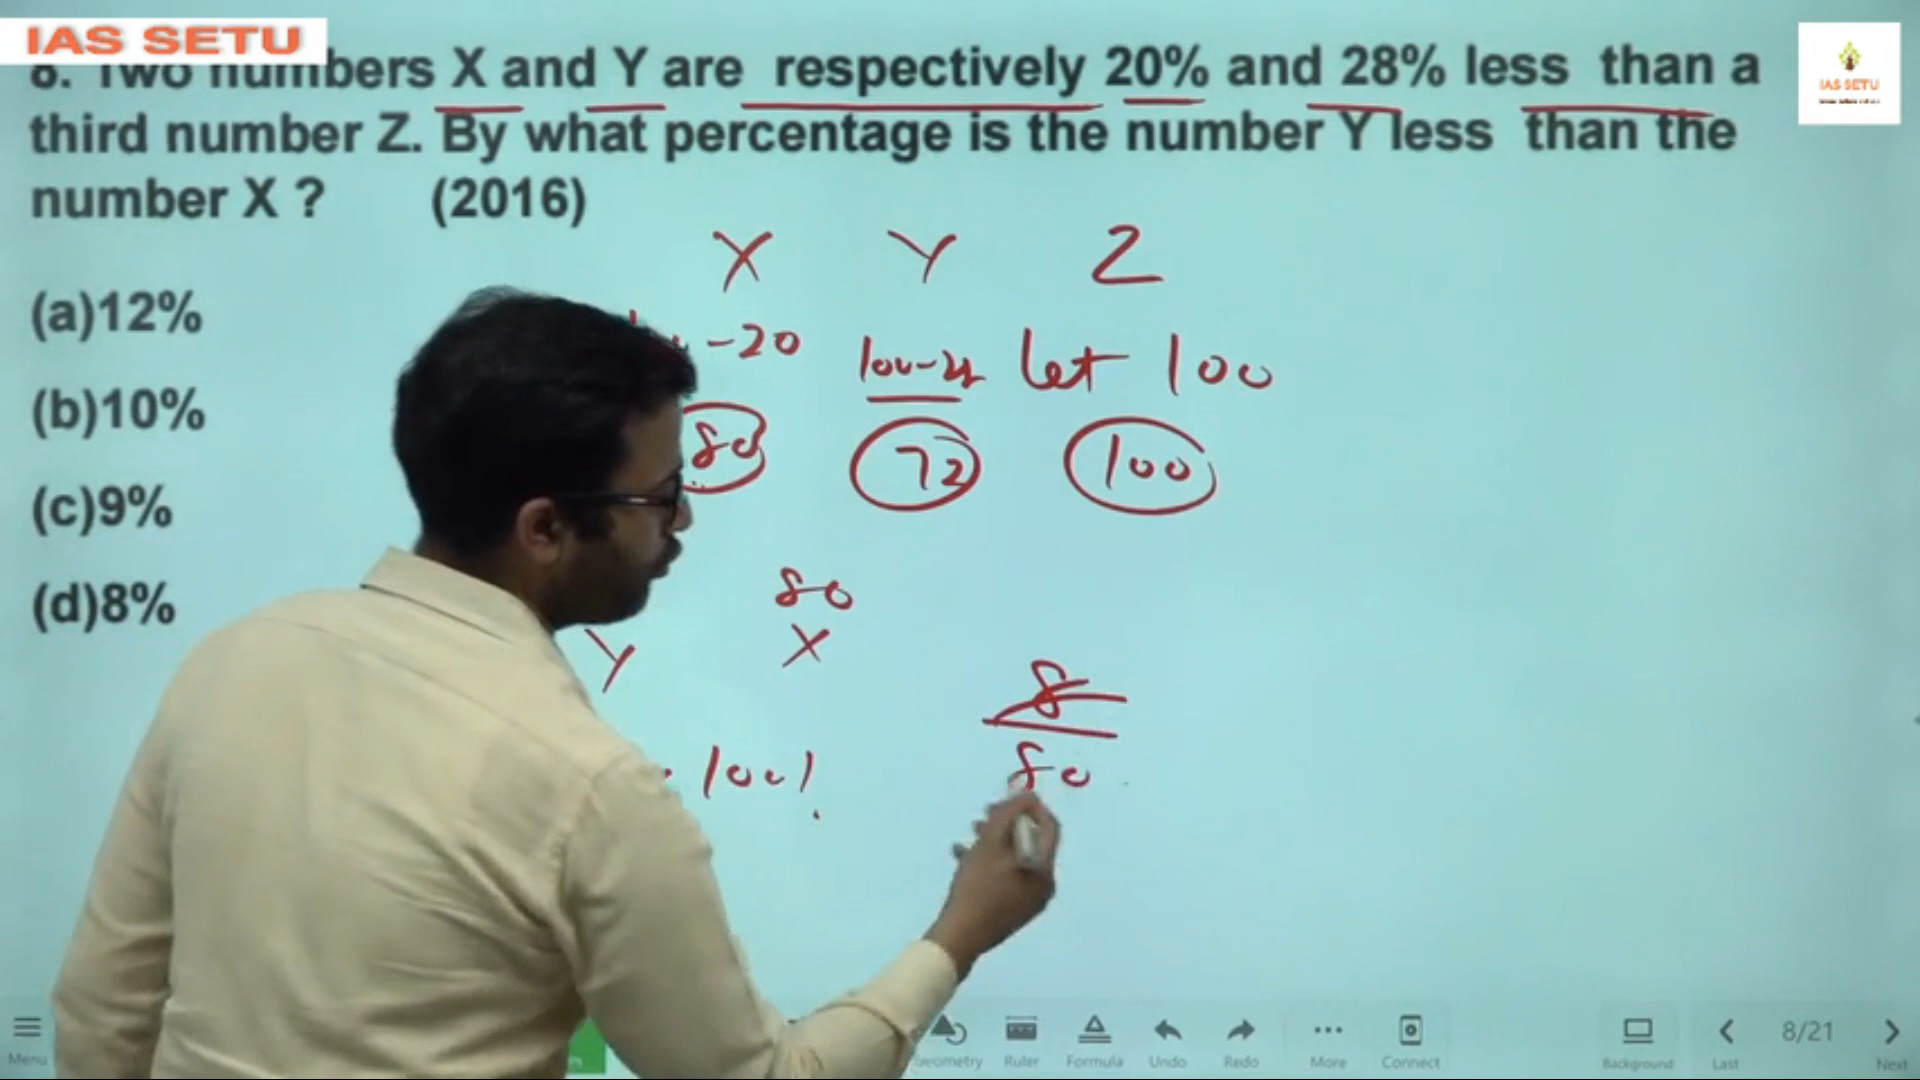 IAS SETU
8. Two numbers X and Y are respectively 20% and 28% less than a
third number Z. By what percentage is the number Y less than the
number X ? (2016)
IAS SETU
(a)12%
(b)10%
(c)9%
(d)8%
X Y Z
-20 let 100
80 72 100
80
Y X
8
80
100
Menu
Geometry Ruler Formula Undo Redo More Connect Background Last 8/21 Next